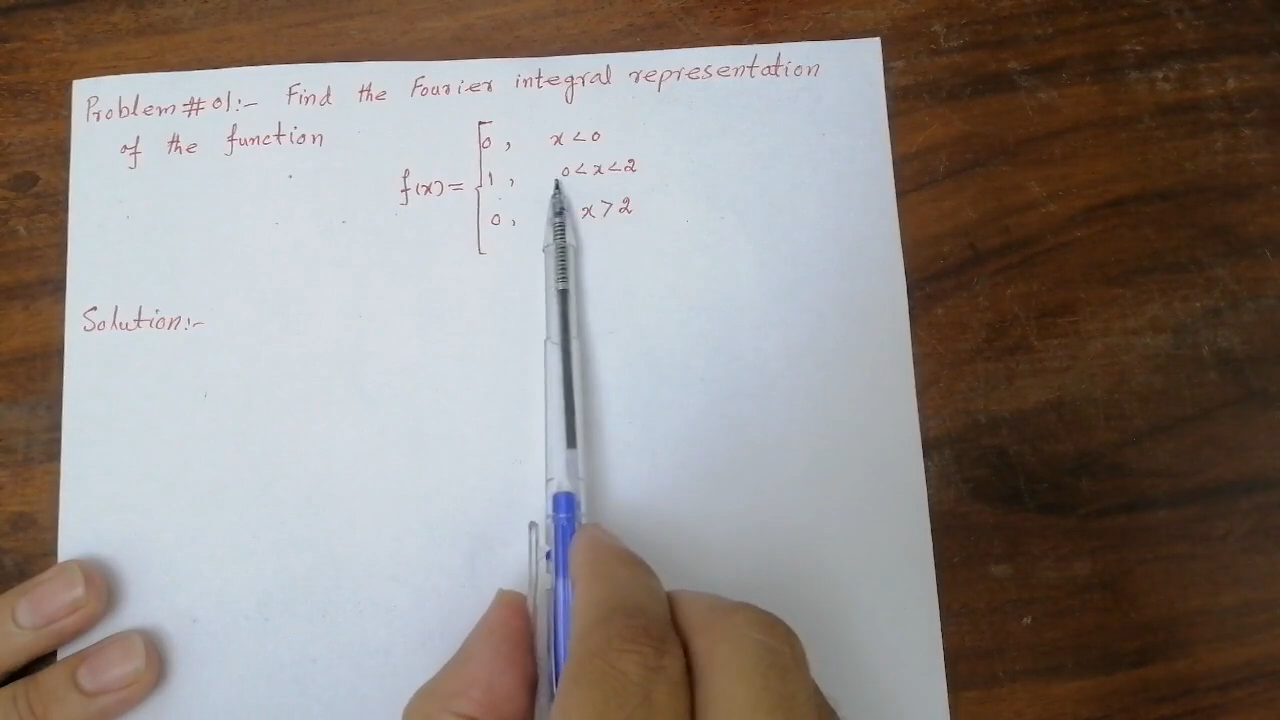 Problem # 01:- Find the Fourier integral representation
of the function
f(x) = [ 0 , x < 0
1 , 0 < x < 2
0 , x > 2
Solution:-